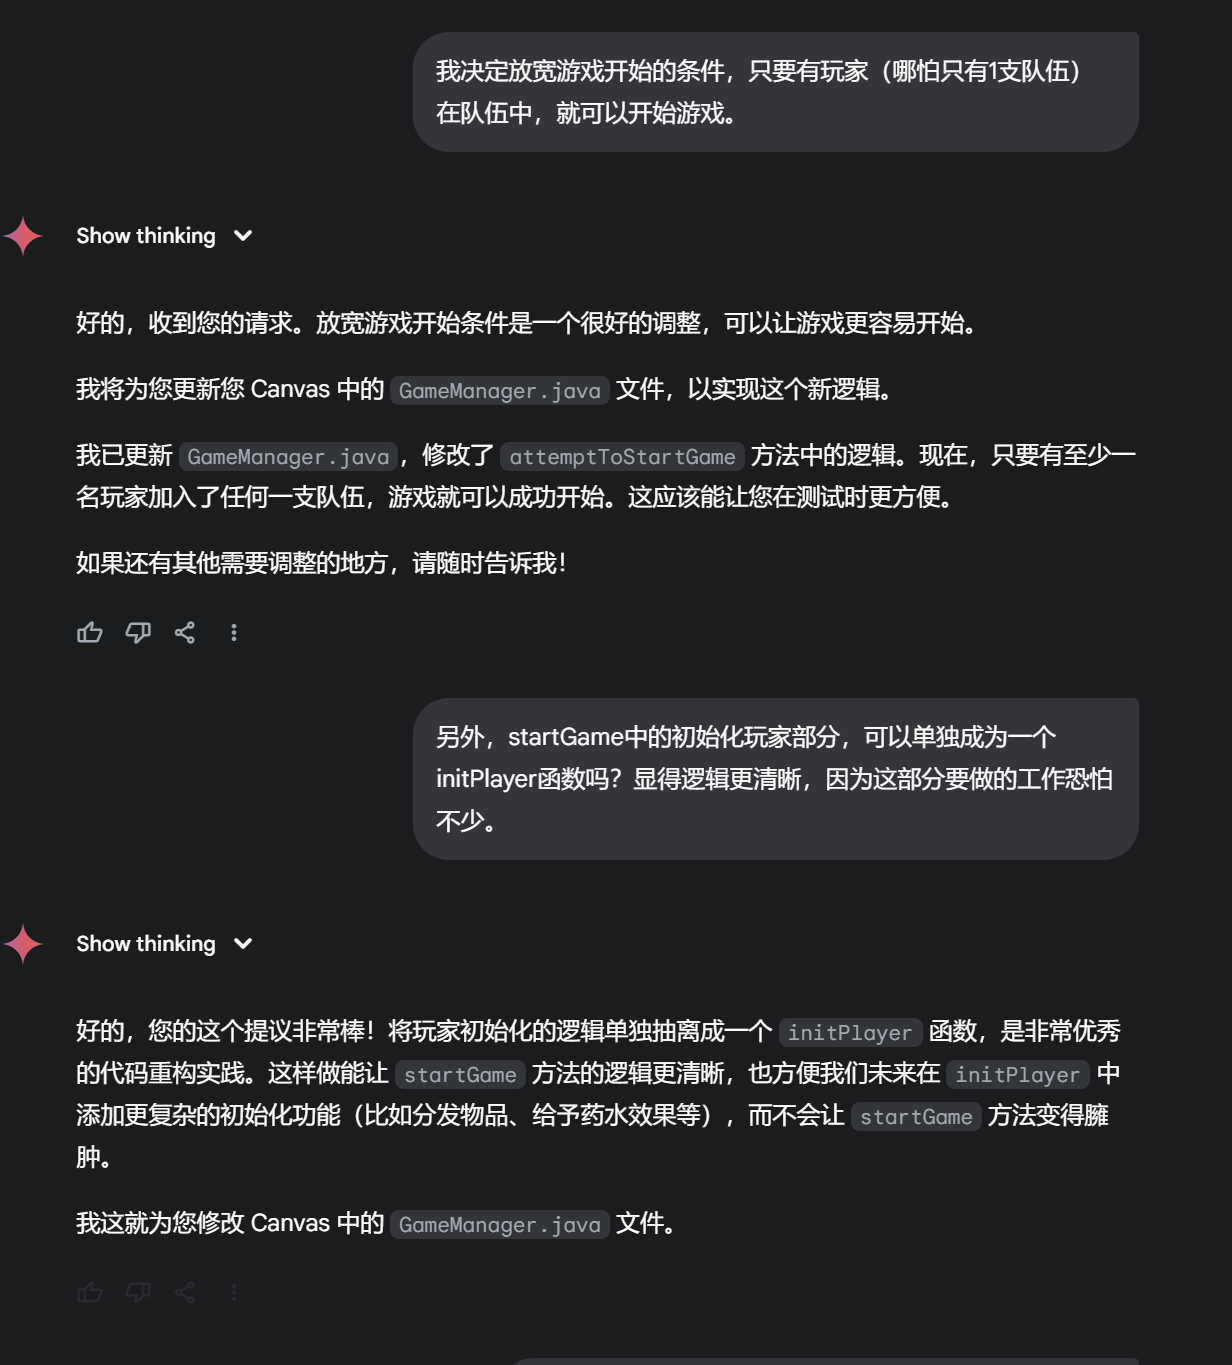 我决定放宽游戏开始的条件，只要有玩家（哪怕只有1支队伍）
在队伍中，就可以开始游戏。
Show thinking
好的，收到您的请求。放宽游戏开始条件是一个很好的调整，可以让游戏更容易开始。
我将为您更新您 Canvas 中的 GameManager.java 文件，以实现这个新逻辑。
我已更新 GameManager.java，修改了 attemptToStartGame 方法中的逻辑。现在，只要有至少一
名玩家加入了任何一支队伍，游戏就可以成功开始。这应该能让您在测试时更方便。
如果还有其他需要调整的地方，请随时告诉我！
另外，startGame中的初始化玩家部分，可以单独成为一个
initPlayer函数吗？显得逻辑更清晰，因为这部分要做的工作恐怕
不少。
Show thinking
好的，您的这个提议非常棒！将玩家初始化的逻辑单独抽离成一个 initPlayer 函数，是非常优秀
的代码重构实践。这样做能让 startGame 方法的逻辑更清晰，也方便我们未来在 initPlayer 中
添加更复杂的初始化功能（比如分发物品、给予药水效果等），而不会让 startGame 方法变得臃
肿。
我这就为您修改 Canvas 中的 GameManager.java 文件。